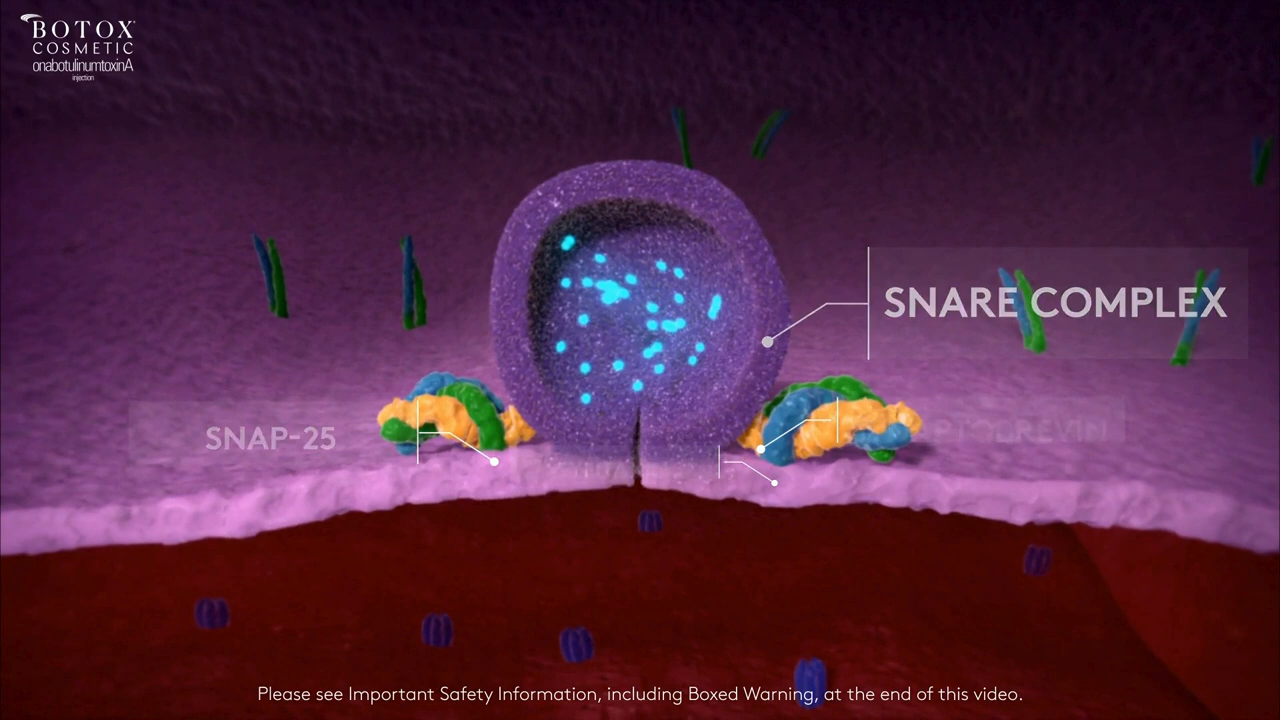 BOTOX®
COSMETIC
onabotulinumtoxinA
injection
SNARE COMPLEX
SNAP-25
Please see Important Safety Information, including Boxed Warning, at the end of this video.